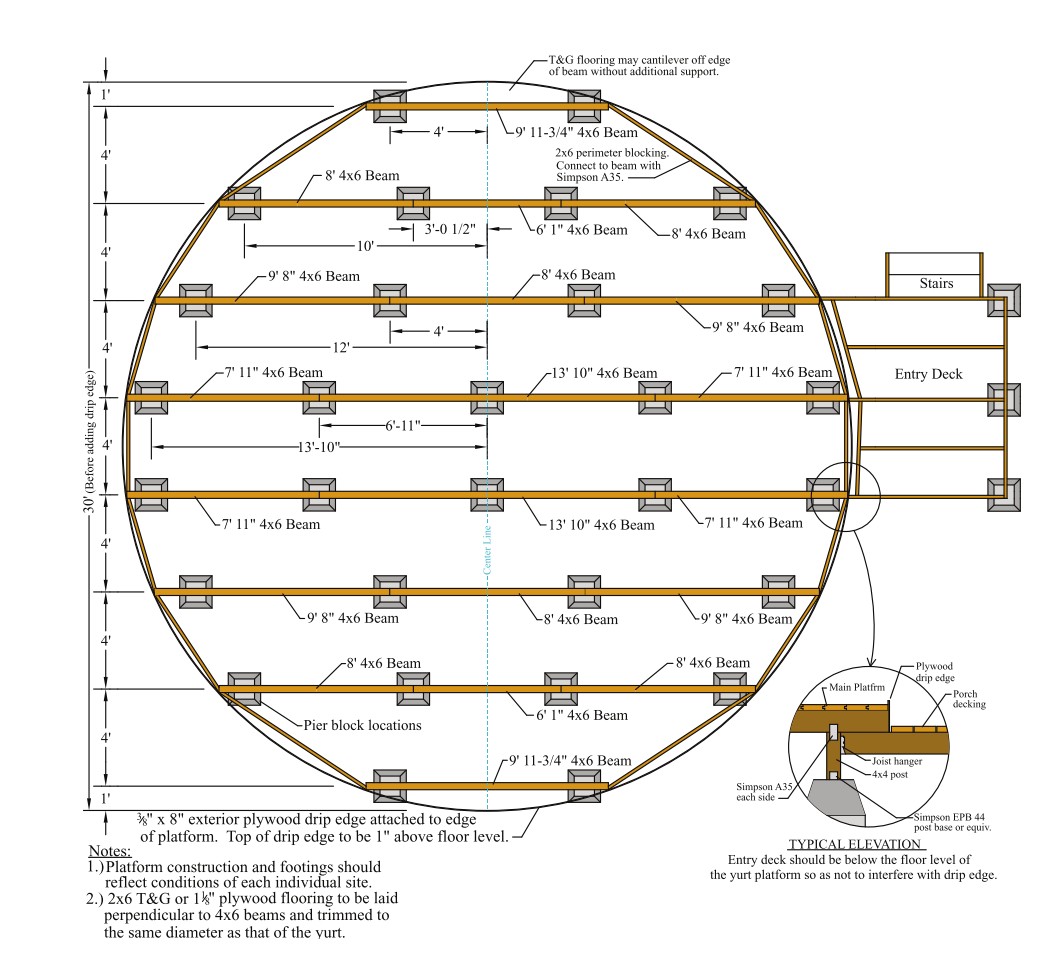 T&G flooring may cantilever off edge
of beam without additional support.
1'
4'
9' 11-3/4" 4x6 Beam
4'
2x6 perimeter blocking.
Connect to beam with
Simpson A35.
8' 4x6 Beam
3'-0 1/2"
6' 1" 4x6 Beam
8' 4x6 Beam
10'
4'
9' 8" 4x6 Beam
8' 4x6 Beam
Stairs
4'
9' 8" 4x6 Beam
12'
4'
7' 11" 4x6 Beam
13' 10" 4x6 Beam
7' 11" 4x6 Beam
Entry Deck
6'-11"
13'-10"
4'
30' (Before adding drip edge)
7' 11" 4x6 Beam
13' 10" 4x6 Beam
7' 11" 4x6 Beam
Center Line
4'
9' 8" 4x6 Beam
8' 4x6 Beam
9' 8" 4x6 Beam
4'
8' 4x6 Beam
8' 4x6 Beam
6' 1" 4x6 Beam
Pier block locations
4'
9' 11-3/4" 4x6 Beam
1'
Plywood
drip edge
Main Platfrm
Porch
decking
Joist hanger
4x4 post
Simpson A35
each side
Simpson EPB 44
post base or equiv.
TYPICAL ELEVATION
Entry deck should be below the floor level of
the yurt platform so as not to interfere with drip edge.
⅜" x 8" exterior plywood drip edge attached to edge
of platform. Top of drip edge to be 1" above floor level.
Notes:
1.) Platform construction and footings should
reflect conditions of each individual site.
2.) 2x6 T&G or 1⅛" plywood flooring to be laid
perpendicular to 4x6 beams and trimmed to
the same diameter as that of the yurt.